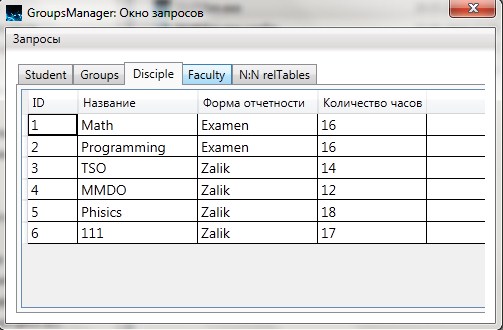 GroupsManager: Окно запросов
Запросы
Student Groups Disciple Faculty N:N relTables
ID Название Форма отчетности Количество часов
1 Math Examen 16
2 Programming Examen 16
3 TSO Zalik 14
4 MMDO Zalik 12
5 Phisics Zalik 18
6 111 Zalik 17